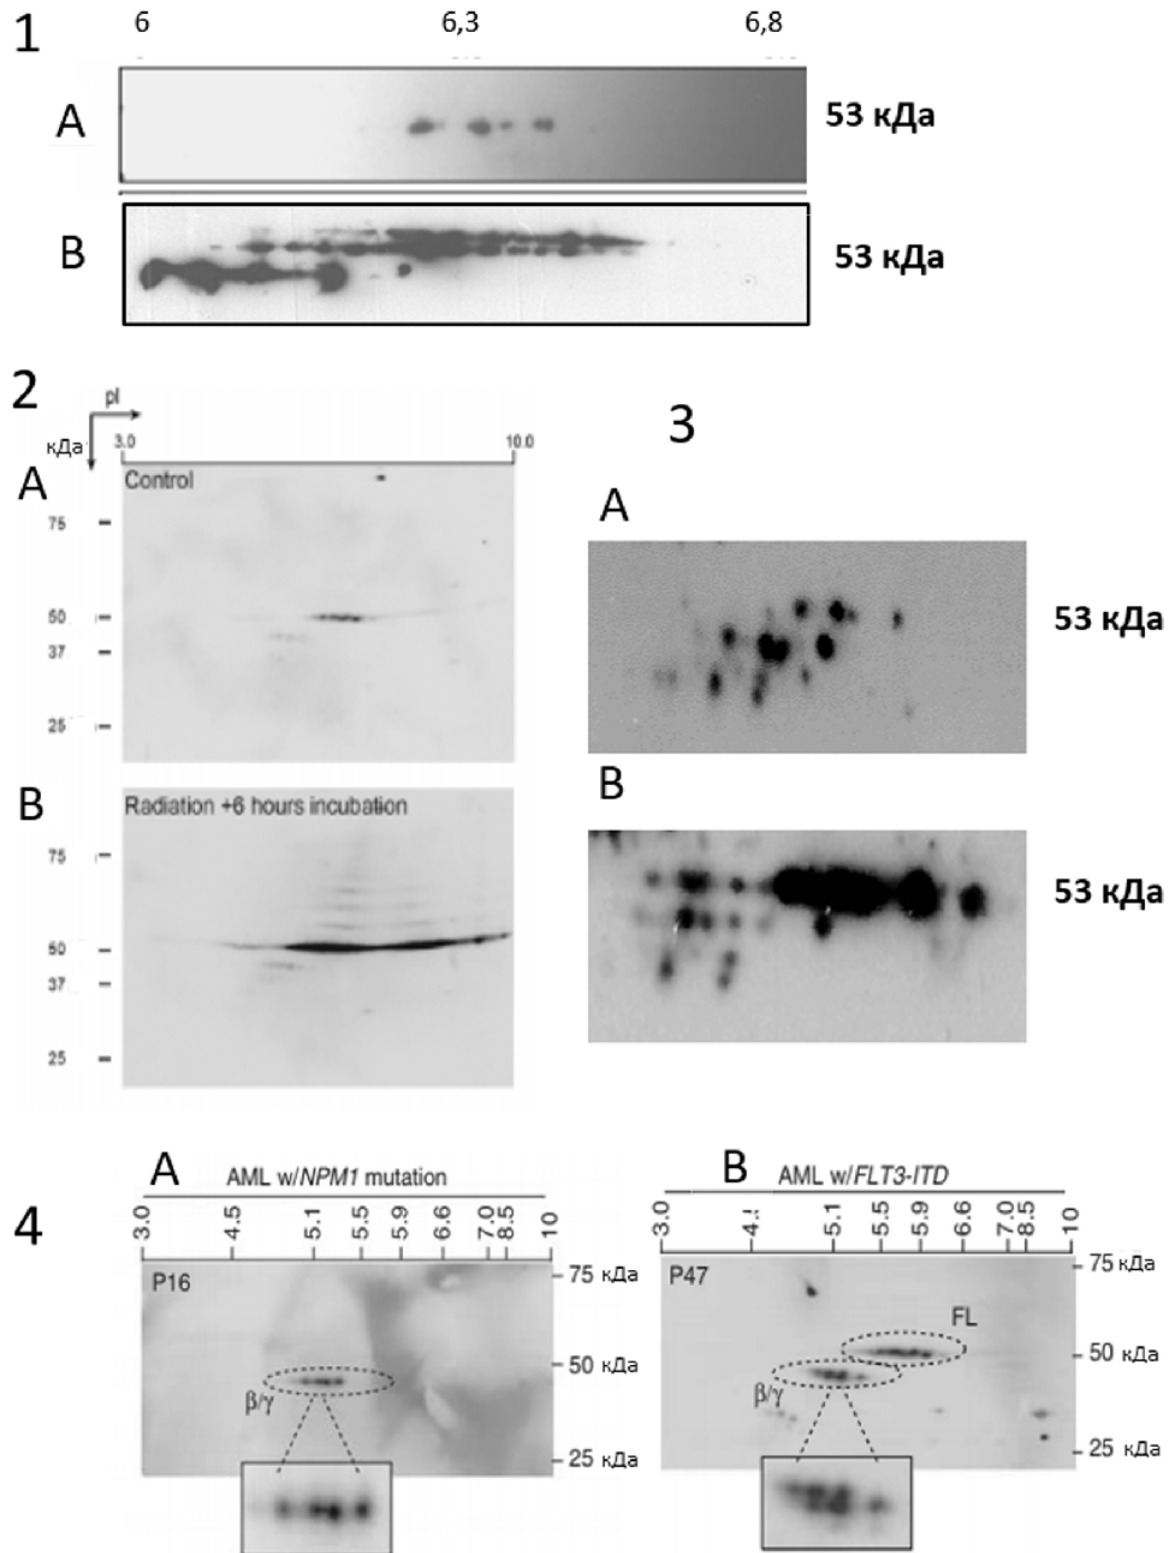 1
6 6,3 6,8
A 53 кДа
B 53 кДа
2
pI
кДа
3.0 10.0
A
Control
75
50
37
25
B
Radiation +6 hours incubation
75
50
37
25
3
A
53 кДа
B
53 кДа
4
A
AML w/NPM1 mutation
3.0 4.5 5.1 5.5 5.9 6.6 7.0 8.5 10
P16
75 кДа
50 кДа
β/γ
25 кДа
B
AML w/FLT3-ITD
3.0 5.1 5.5 5.9 6.6 7.0 8.5 10
P47
75 кДа
FL
50 кДа
β/γ
25 кДа